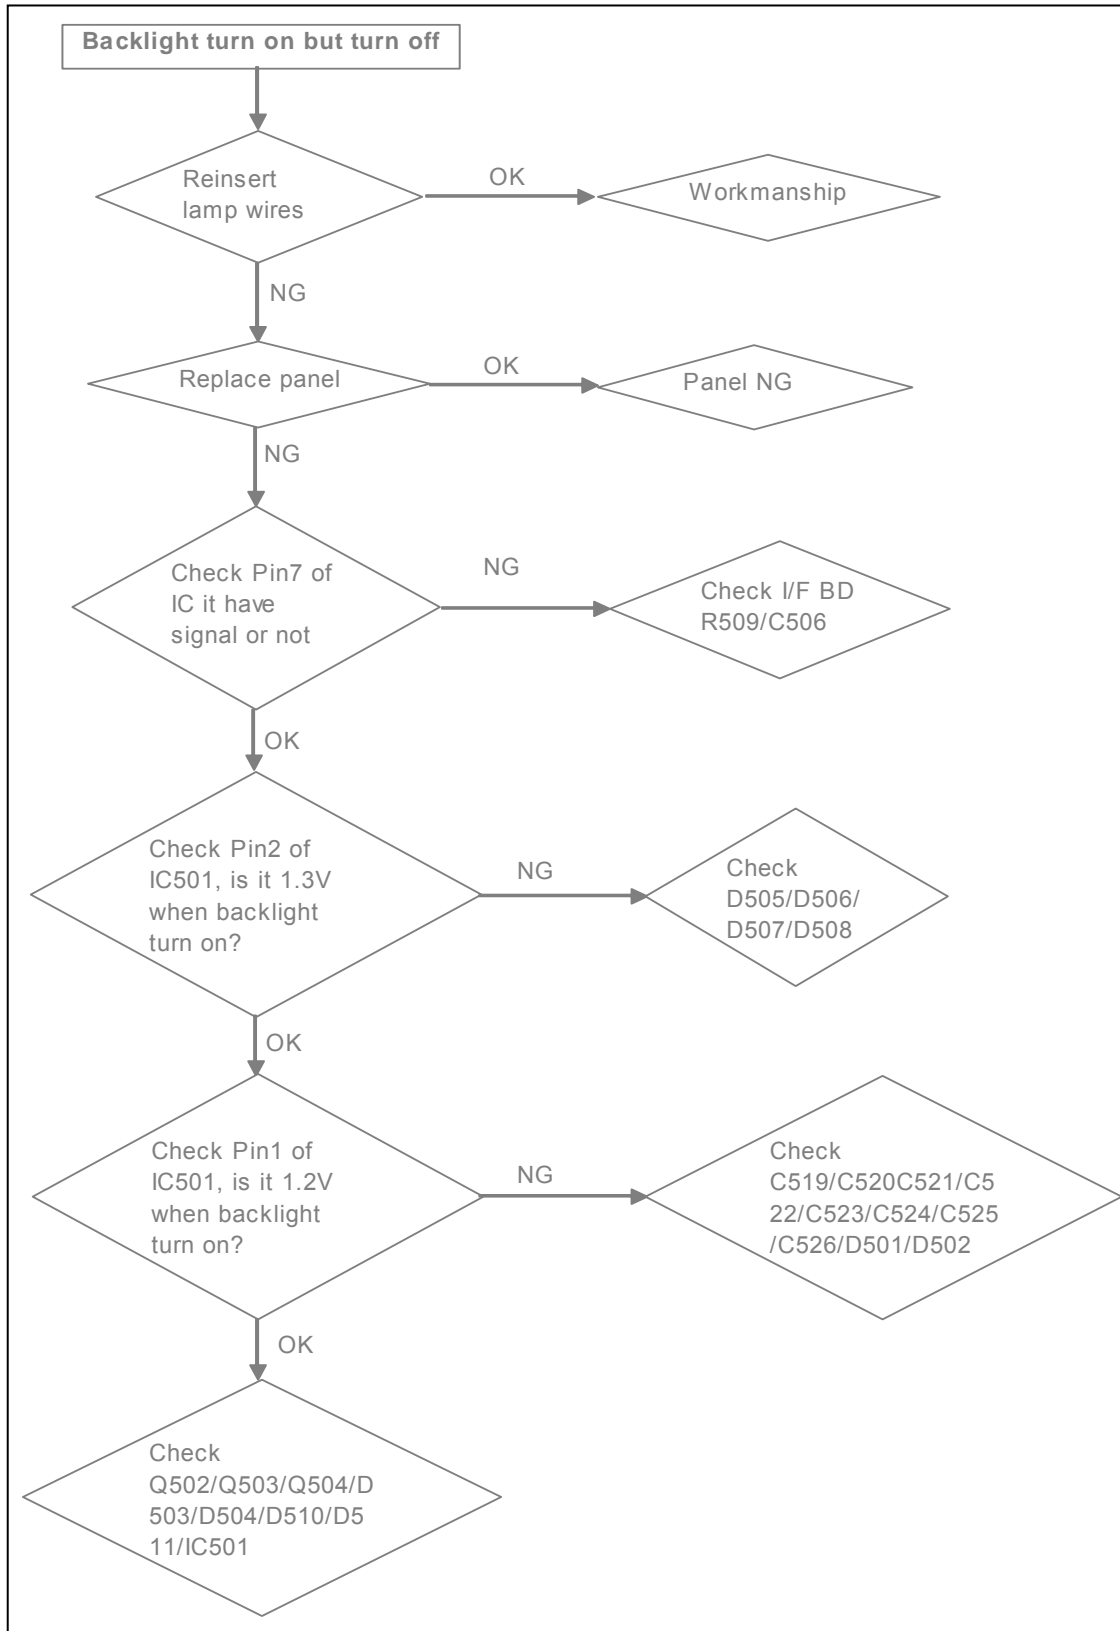 Backlight turn on but turn off
Reinsert
lamp wires
OK
Workmanship
NG
Replace panel
OK
Panel NG
NG
Check Pin7 of
IC it have
signal or not
NG
Check I/F BD
R509/C506
OK
Check Pin2 of
IC501, is it 1.3V
when backlight
turn on?
NG
Check
D505/D506/
D507/D508
OK
Check Pin1 of
IC501, is it 1.2V
when backlight
turn on?
NG
Check
C519/C520C521/C5
22/C523/C524/C525
/C526/D501/D502
OK
Check
Q502/Q503/Q504/D
503/D504/D510/D5
11/IC501